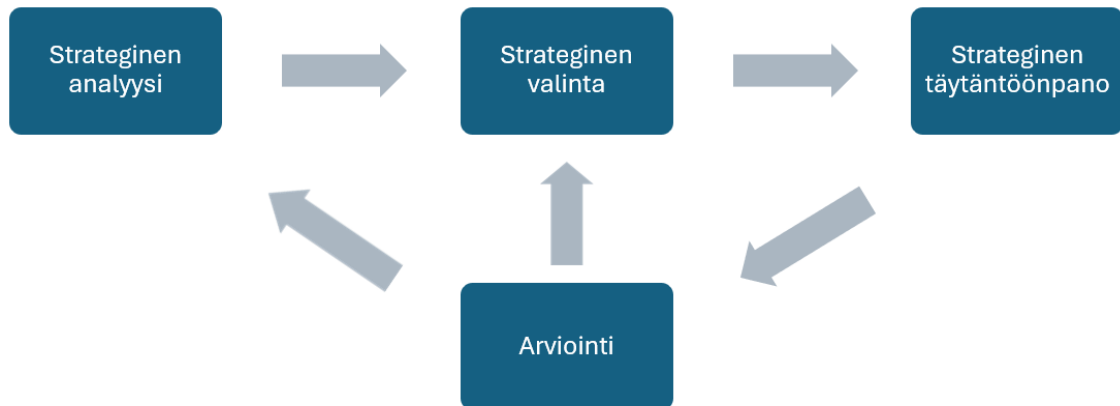 Strateginen
analyysi
Strateginen
valinta
Strateginen
täytäntöönpano
Arviointi